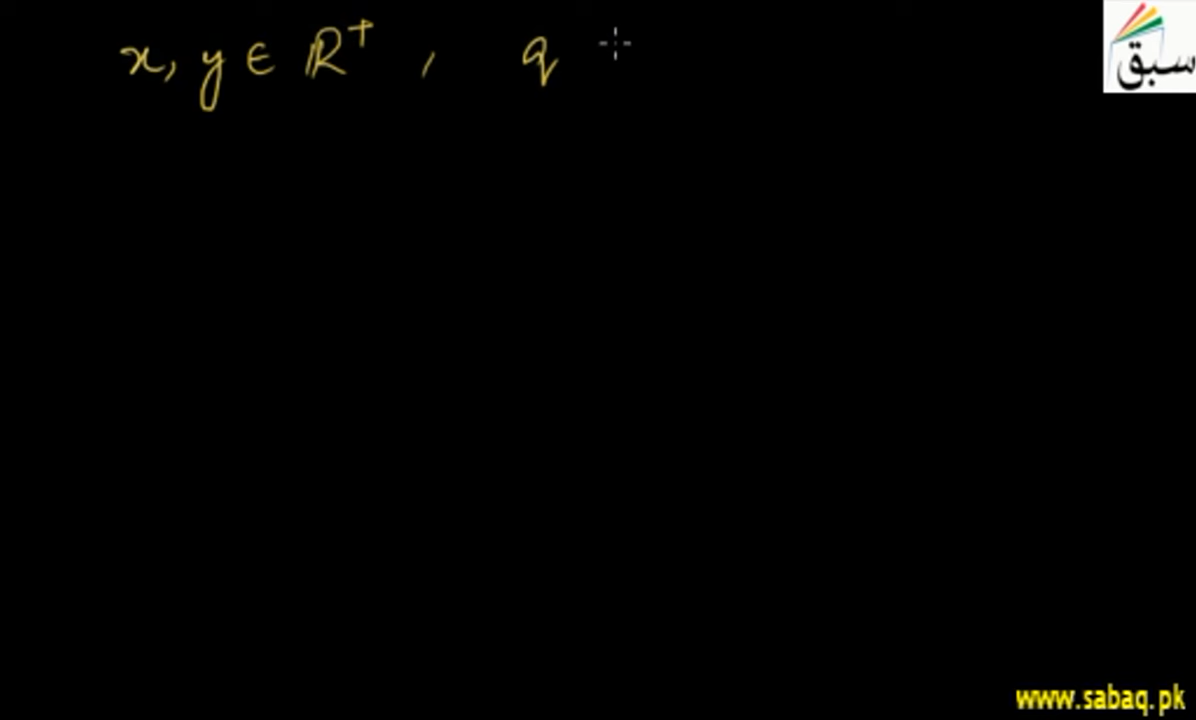 x, y ∈ ℝ⁺ , q
سبق
www.sabaq.pk